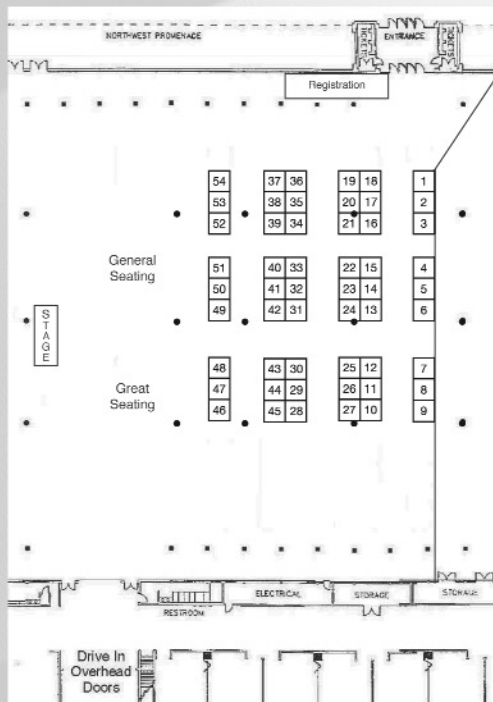 NORTHWEST PROMENADE
ENTRANCE
TICKETS
TICKETS
Registration
54 37 36 19 18 1
53 38 35 20 17 2
52 39 34 21 16 3
General
Seating
51 40 33 22 15 4
50 41 32 23 14 5
49 42 31 24 13 6
STAGE
Great
Seating
48 43 30 25 12 7
47 44 29 26 11 8
46 45 28 27 10 9
ELECTRICAL
STORAGE
STORAGE
RESTROOM
Drive In
Overhead
Doors